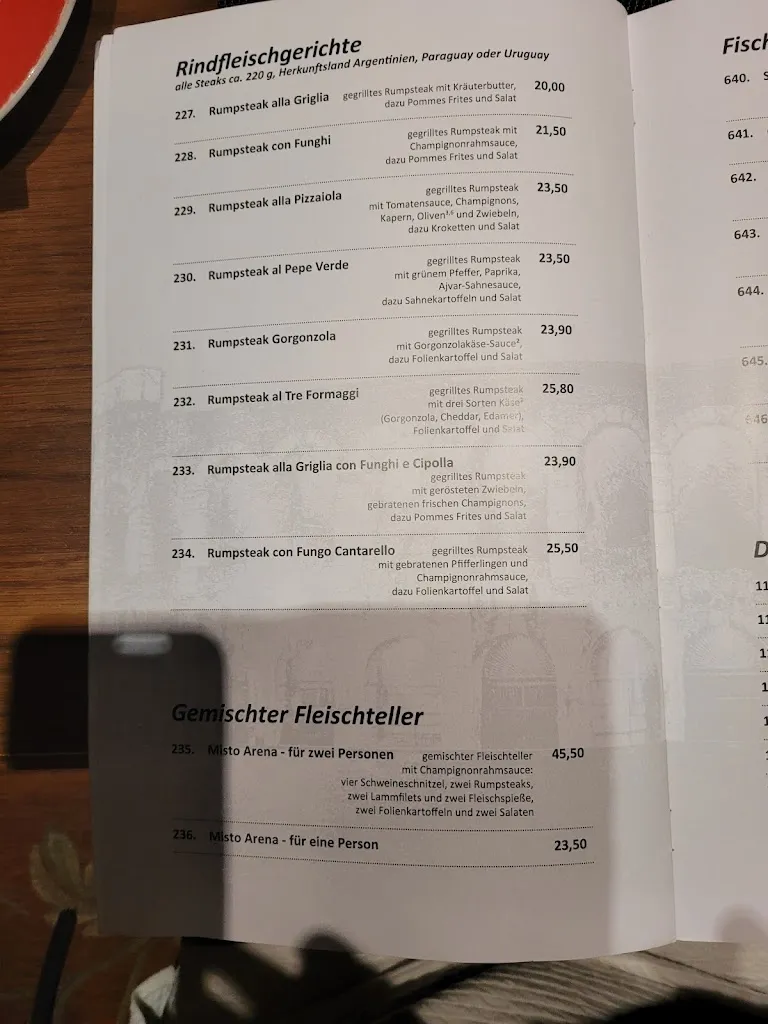 Rindfleischgerichte
alle Steaks ca. 220 g, Herkunftsland Argentinien, Paraguay oder Uruguay
227. Rumpsteak alla Griglia gegrilltes Rumpsteak mit Kräuterbutter, 20,00
dazu Pommes Frites und Salat
228. Rumpsteak con Funghi gegrilltes Rumpsteak mit 21,50
Champignonrahmsauce,
dazu Pommes Frites und Salat
229. Rumpsteak alla Pizzaiola gegrilltes Rumpsteak 23,50
mit Tomatensauce, Champignons,
Kapern, Oliven³,⁶ und Zwiebeln,
dazu Kroketten und Salat
230. Rumpsteak al Pepe Verde gegrilltes Rumpsteak 23,50
mit grünem Pfeffer, Paprika,
Ajvar-Sahnesauce,
dazu Sahnekartoffeln und Salat
231. Rumpsteak Gorgonzola gegrilltes Rumpsteak 23,90
mit Gorgonzolakäse-Sauce²,
dazu Folienkartoffel und Salat
232. Rumpsteak al Tre Formaggi gegrilltes Rumpsteak 25,80
mit drei Sorten Käse²
(Gorgonzola, Cheddar, Edamer),
Folienkartoffel und Salat
233. Rumpsteak alla Griglia con Funghi e Cipolla 23,90
gegrilltes Rumpsteak
mit gerösteten Zwiebeln,
gebratenen frischen Champignons,
dazu Pommes Frites und Salat
234. Rumpsteak con Fungo Cantarello gegrilltes Rumpsteak 25,50
mit gebratenen Pfifferlingen und
Champignonrahmsauce,
dazu Folienkartoffel und Salat
Gemischter Fleischteller
235. Misto Arena - für zwei Personen gemischter Fleischteller 45,50
mit Champignonrahmsauce:
vier Schweineschnitzel, zwei Rumpsteaks,
zwei Lammfilets und zwei Fleischspieße,
zwei Folienkartoffeln und zwei Salaten
236. Misto Arena - für eine Person 23,50
Fisch
640. S
641.
642.
643.
644.
645.
646
D
11
11
1
1
1